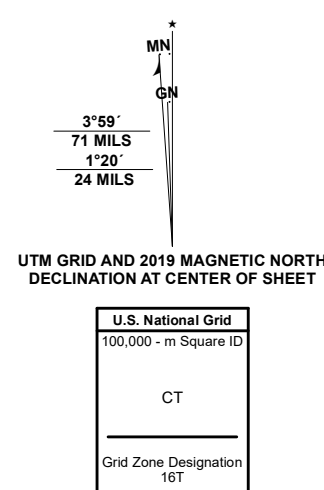 ★
MN
GN
3°59´
71 MILS
1°20´
24 MILS
UTM GRID AND 2019 MAGNETIC NORTH
DECLINATION AT CENTER OF SHEET
U.S. National Grid
100,000 - m Square ID
CT
Grid Zone Designation
16T